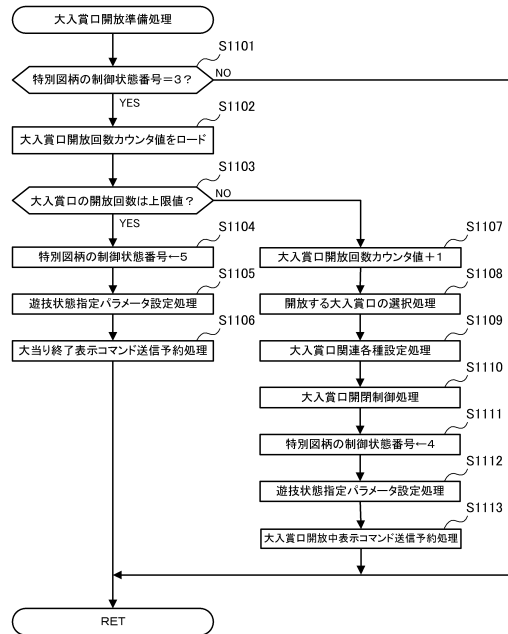 大入賞口開放準備処理
S1101
特別図柄の制御状態番号＝3？
NO
YES
S1102
大入賞口開放回数カウンタ値をロード
S1103
大入賞口の開放回数は上限値？
NO
YES
S1104
特別図柄の制御状態番号←5
S1105
遊技状態指定パラメータ設定処理
S1106
大当り終了表示コマンド送信予約処理
S1107
大入賞口開放回数カウンタ値＋1
S1108
開放する大入賞口の選択処理
S1109
大入賞口関連各種設定処理
S1110
大入賞口開閉制御処理
S1111
特別図柄の制御状態番号←4
S1112
遊技状態指定パラメータ設定処理
S1113
大入賞口開放中表示コマンド送信予約処理
RET